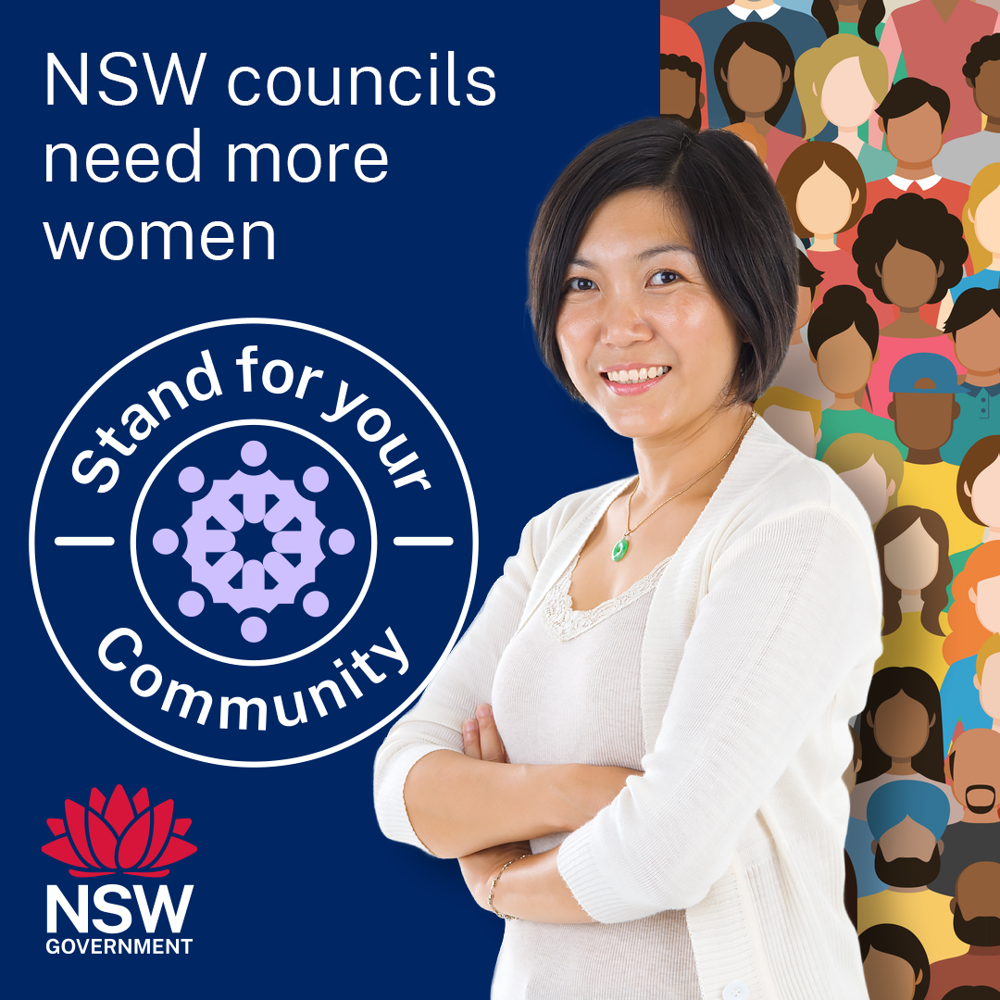 NSW councils
need more
women
Stand for your
Community
NSW
GOVERNMENT